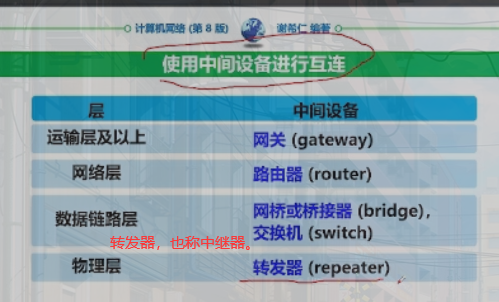 计算机网络 (第 8 版) 谢希仁 编著
使用中间设备进行互连
层 中间设备
运输层及以上 网关 (gateway)
网络层 路由器 (router)
数据链路层 网桥或桥接器 (bridge),
交换机 (switch)
转发器，也称中继器。
物理层 转发器 (repeater)